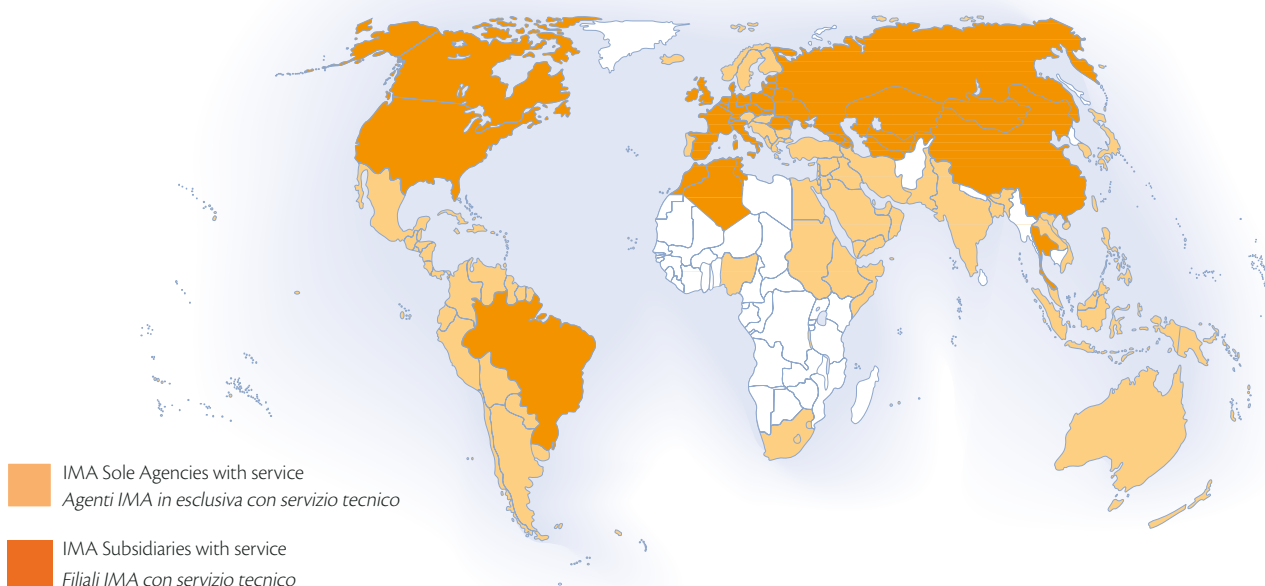 IMA Sole Agencies with service
Agenti IMA in esclusiva con servizio tecnico
IMA Subsidiaries with service
Filiali IMA con servizio tecnico